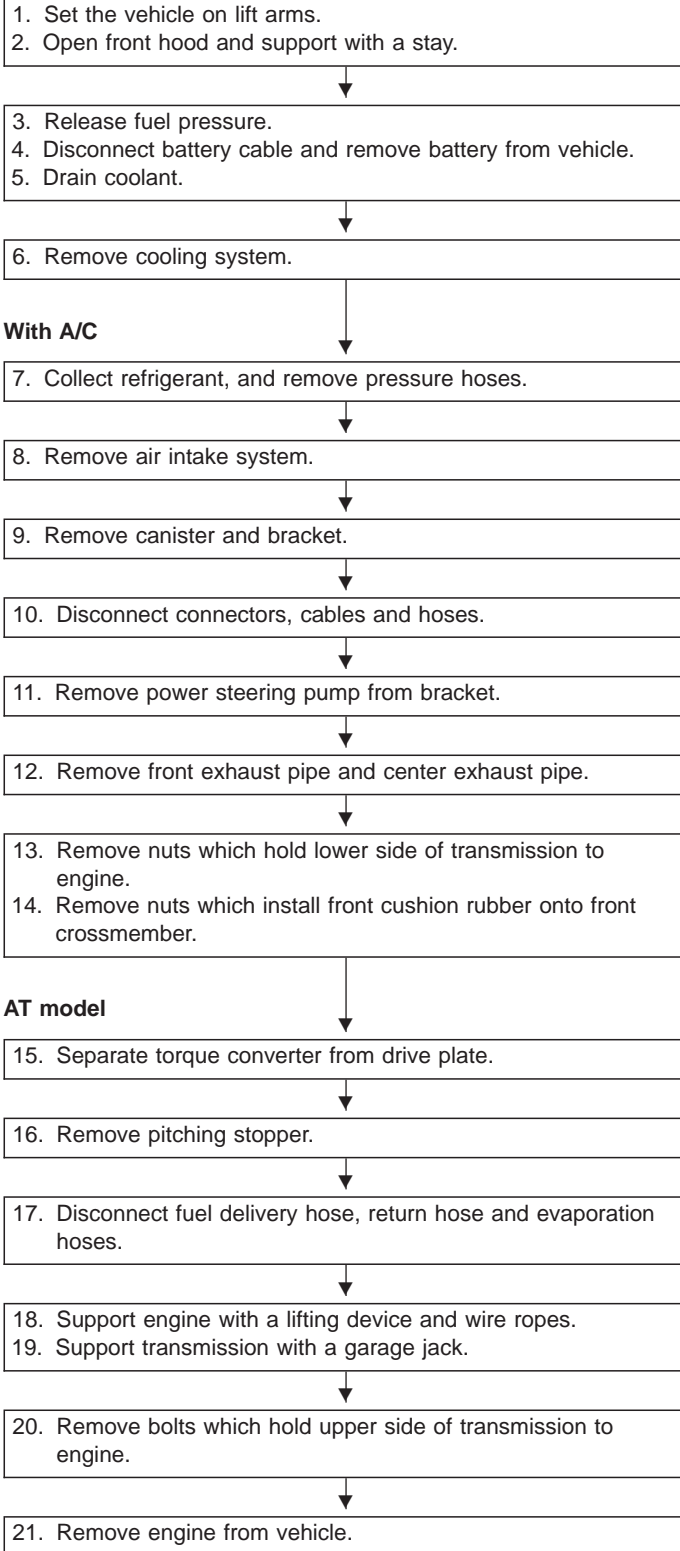 1. Set the vehicle on lift arms.
2. Open front hood and support with a stay.
3. Release fuel pressure.
4. Disconnect battery cable and remove battery from vehicle.
5. Drain coolant.
6. Remove cooling system.
With A/C
7. Collect refrigerant, and remove pressure hoses.
8. Remove air intake system.
9. Remove canister and bracket.
10. Disconnect connectors, cables and hoses.
11. Remove power steering pump from bracket.
12. Remove front exhaust pipe and center exhaust pipe.
13. Remove nuts which hold lower side of transmission to
engine.
14. Remove nuts which install front cushion rubber onto front
crossmember.
AT model
15. Separate torque converter from drive plate.
16. Remove pitching stopper.
17. Disconnect fuel delivery hose, return hose and evaporation
hoses.
18. Support engine with a lifting device and wire ropes.
19. Support transmission with a garage jack.
20. Remove bolts which hold upper side of transmission to
engine.
21. Remove engine from vehicle.